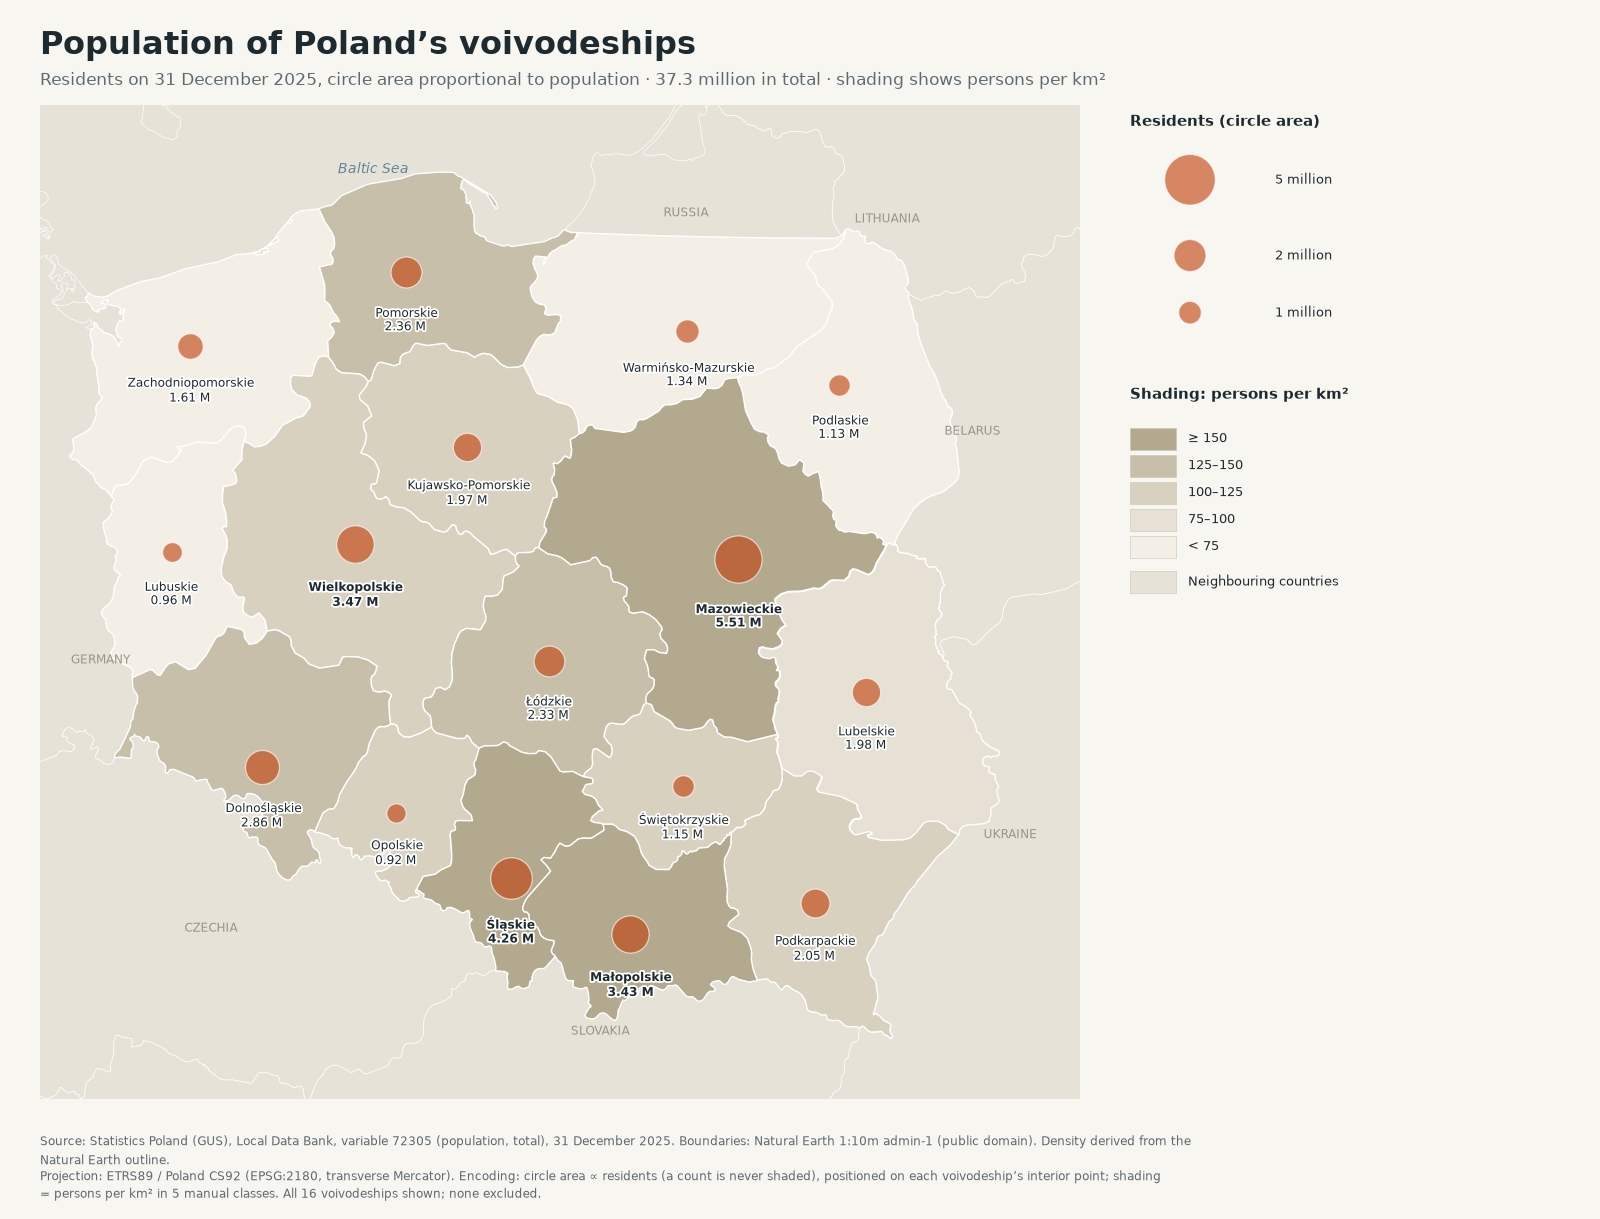 Population of Poland’s voivodeships
Residents on 31 December 2025, circle area proportional to population · 37.3 million in total · shading shows persons per km²
Baltic Sea
RUSSIA
LITHUANIA
Pomorskie
2.36 M
Warmińsko-Mazurskie
1.34 M
Zachodniopomorskie
1.61 M
Podlaskie
1.13 M
BELARUS
Kujawsko-Pomorskie
1.97 M
Lubuskie
0.96 M
Wielkopolskie
3.47 M
Mazowieckie
5.51 M
GERMANY
Łódzkie
2.33 M
Lubelskie
1.98 M
Dolnośląskie
2.86 M
Świętokrzyskie
1.15 M
UKRAINE
Opolskie
0.92 M
Śląskie
4.26 M
CZECHIA
Podkarpackie
2.05 M
Małopolskie
3.43 M
SLOVAKIA
Residents (circle area)
5 million
2 million
1 million
Shading: persons per km²
≥ 150
125–150
100–125
75–100
< 75
Neighbouring countries
Source: Statistics Poland (GUS), Local Data Bank, variable 72305 (population, total), 31 December 2025. Boundaries: Natural Earth 1:10m admin-1 (public domain). Density derived from the
Natural Earth outline.
Projection: ETRS89 / Poland CS92 (EPSG:2180, transverse Mercator). Encoding: circle area ∝ residents (a count is never shaded), positioned on each voivodeship’s interior point; shading
= persons per km² in 5 manual classes. All 16 voivodeships shown; none excluded.